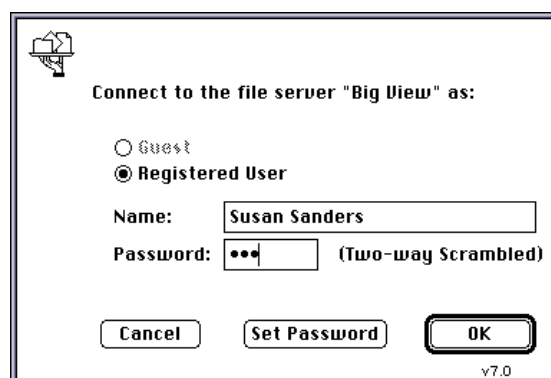 Connect to the file server "Big View" as:
Guest
Registered User
Name: Susan Sanders
Password: ••• (Two-way Scrambled)
Cancel Set Password OK
v7.0